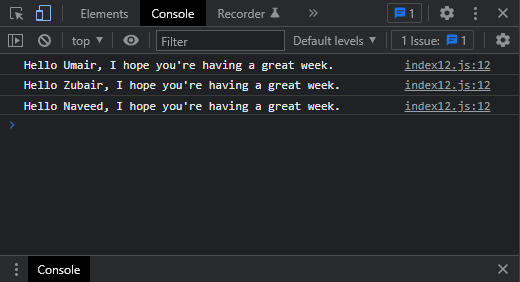 Elements Console Recorder 1
top Filter Default levels 1 Issue: 1
Hello Umair, I hope you're having a great week. index12.js:12
Hello Zubair, I hope you're having a great week. index12.js:12
Hello Naveed, I hope you're having a great week. index12.js:12
Console